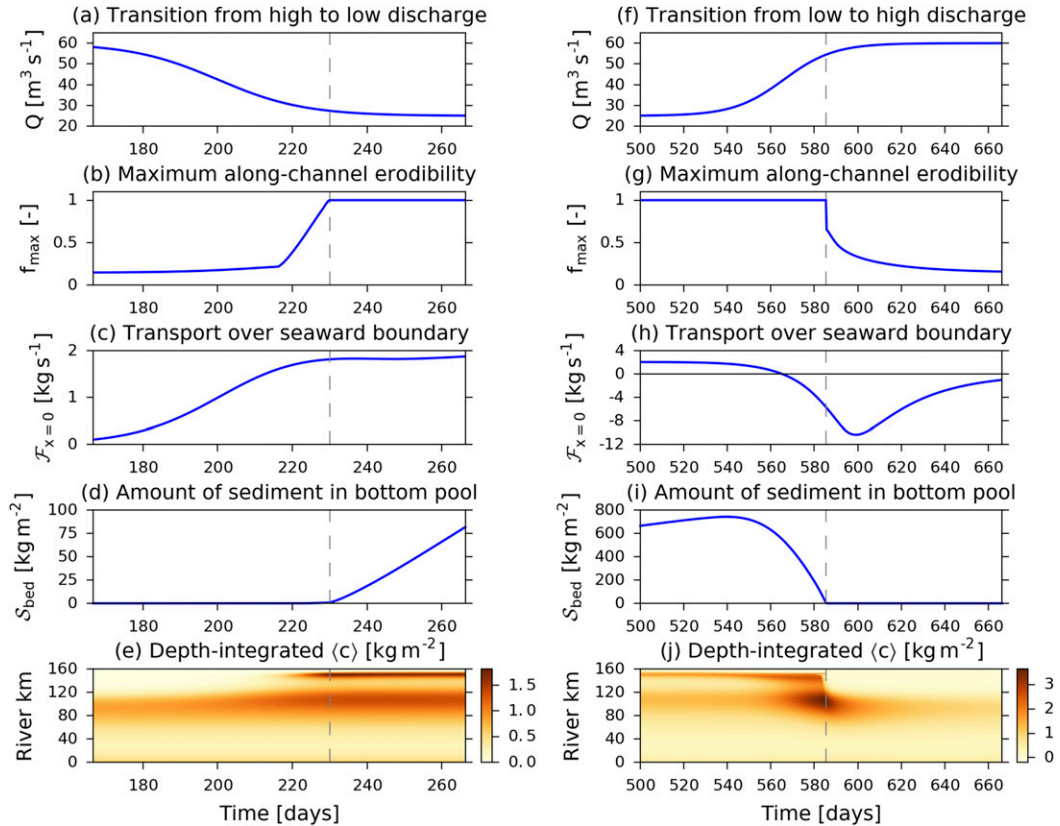 (a) Transition from high to low discharge
Q [m³ s⁻¹]
60
50
40
30
20
180 200 220 240 260
(b) Maximum along-channel erodibility
f_max [-]
1
0.5
0
180 200 220 240 260
(c) Transport over seaward boundary
ℱ_x=0 [kg s⁻¹]
2
1
0
180 200 220 240 260
(d) Amount of sediment in bottom pool
𝒮_bed [kg m⁻²]
100
75
50
25
0
180 200 220 240 260
(e) Depth-integrated ⟨c⟩ [kg m⁻²]
River km
160
120
80
40
0
180 200 220 240 260
Time [days]
1.5
1.0
0.5
0.0
(f) Transition from low to high discharge
Q [m³ s⁻¹]
60
50
40
30
20
500 520 540 560 580 600 620 640 660
(g) Maximum along-channel erodibility
f_max [-]
1
0.5
0
500 520 540 560 580 600 620 640 660
(h) Transport over seaward boundary
ℱ_x=0 [kg s⁻¹]
4
0
-4
-8
-12
500 520 540 560 580 600 620 640 660
(i) Amount of sediment in bottom pool
𝒮_bed [kg m⁻²]
800
600
400
200
0
500 520 540 560 580 600 620 640 660
(j) Depth-integrated ⟨c⟩ [kg m⁻²]
River km
160
120
80
40
0
500 520 540 560 580 600 620 640 660
Time [days]
3
2
1
0